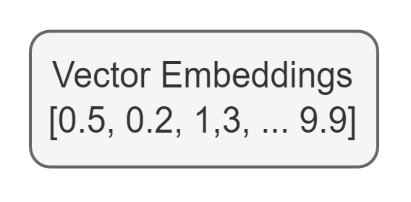 Vector Embeddings
[0.5, 0.2, 1,3, ... 9.9]